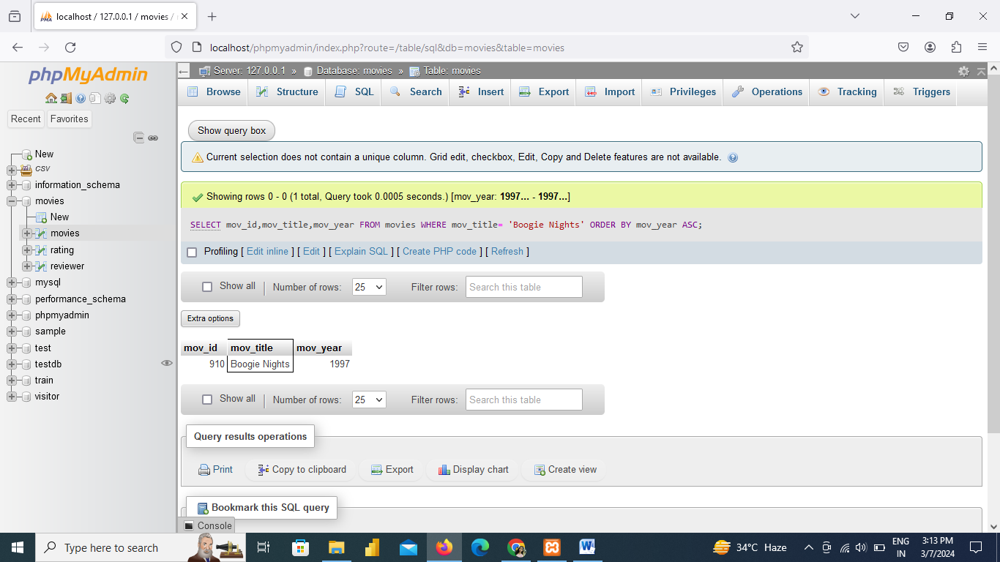 localhost / 127.0.0.1 / movies /
localhost/phpmyadmin/index.php?route=/table/sql&db=movies&table=movies
phpMyAdmin
Recent Favorites
New
csv
information_schema
movies
New
movies
rating
reviewer
mysql
performance_schema
phpmyadmin
sample
test
testdb
train
visitor
Server: 127.0.0.1 » Database: movies » Table: movies
Browse Structure SQL Search Insert Export Import Privileges Operations Tracking Triggers
Show query box
Current selection does not contain a unique column. Grid edit, checkbox, Edit, Copy and Delete features are not available.
Showing rows 0 - 0 (1 total, Query took 0.0005 seconds.) [mov_year: 1997... - 1997...]
SELECT mov_id,mov_title,mov_year FROM movies WHERE mov_title= 'Boogie Nights' ORDER BY mov_year ASC;
Profiling [ Edit inline ] [ Edit ] [ Explain SQL ] [ Create PHP code ] [ Refresh ]
Show all | Number of rows: 25 Filter rows: Search this table
Extra options
mov_id mov_title mov_year
910 Boogie Nights 1997
Show all | Number of rows: 25 Filter rows: Search this table
Query results operations
Print Copy to clipboard Export Display chart Create view
Bookmark this SQL query
Console
Type here to search
34°C Haze
ENG
IN
3:13 PM
3/7/2024